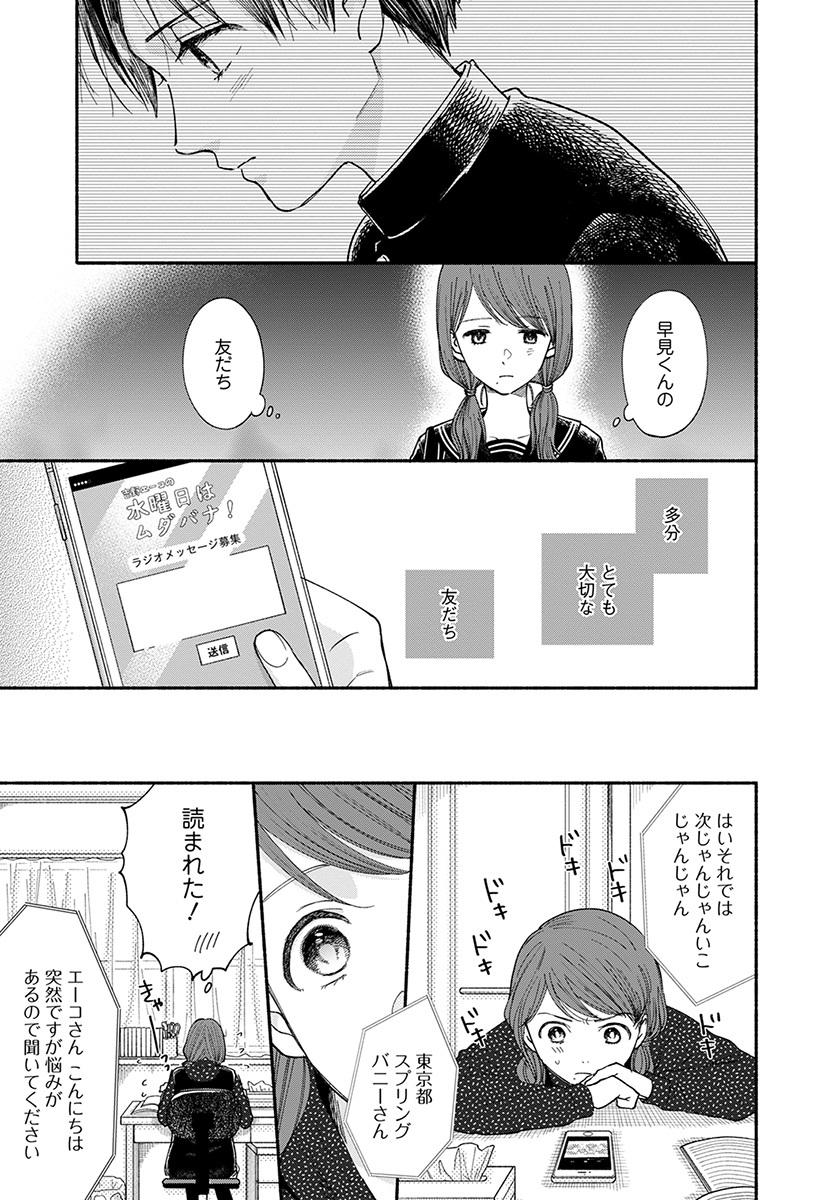 早見くんの
友だち
多分
とても
大切な
友だち
吉野エーコの
水曜日は
ムダバナ!
ラジオメッセージ募集
送信
はいそれでは
次じゃんじゃんいこ
じゃんじゃん
ドキ
ドキ
ドキ
ドキ
東京都
スプリング
バニーさん
読まれた!
きゃー
エーコさん こんにちは
突然ですが悩みが
あるので聞いてください